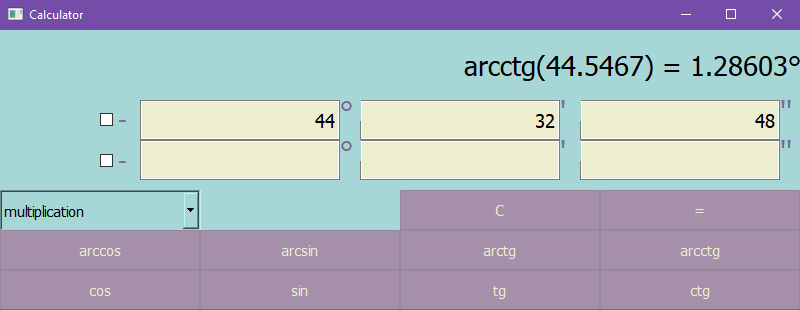 Calculator
arcctg(44.5467) = 1.28603°
- 44° 32' 48"
- ° ' "
multiplication C =
arccos arcsin arctg arcctg
cos sin tg ctg